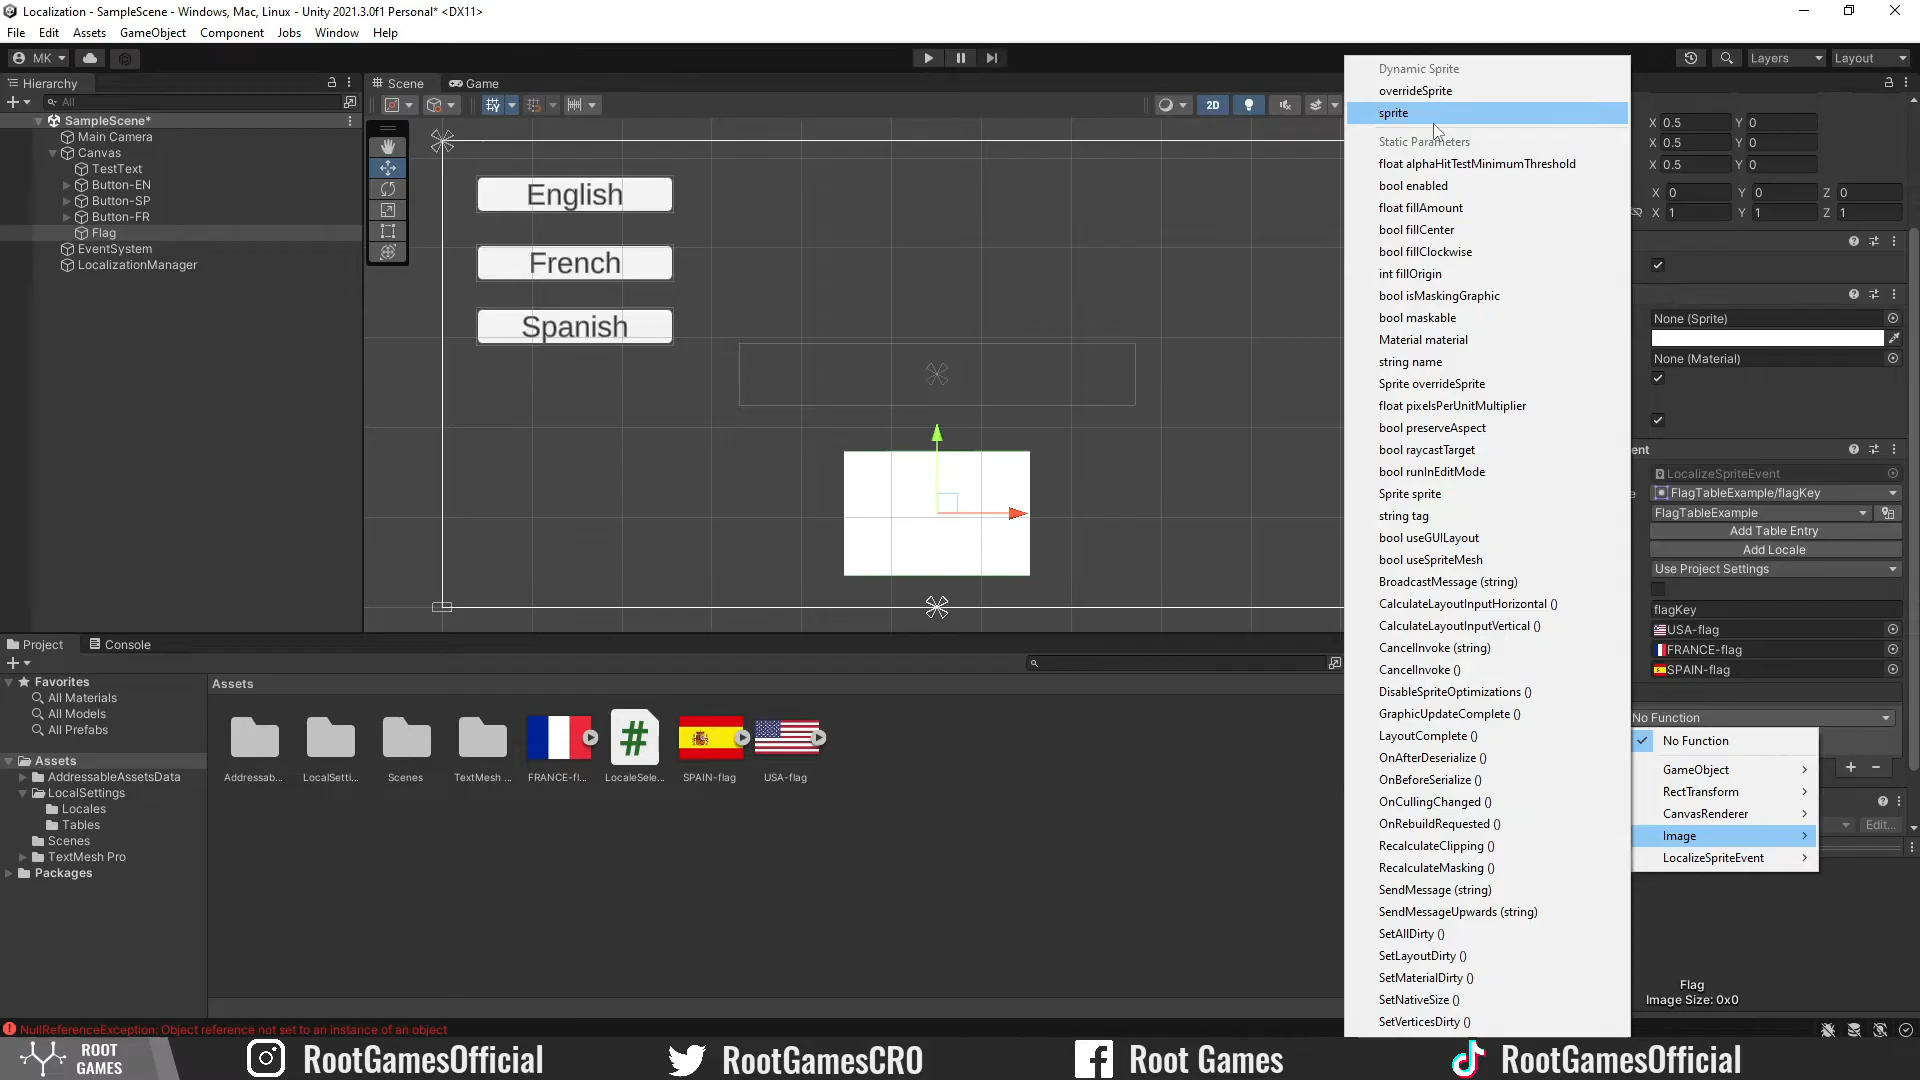 Localization - SampleScene - Windows, Mac, Linux - Unity 2021.3.0f1 Personal* <DX11>
File Edit Assets GameObject Component Jobs Window Help
MK
Layers
Layout
Hierarchy
All
SampleScene*
Main Camera
Canvas
TestText
Button-EN
Button-SP
Button-FR
Flag
EventSystem
LocalizationManager
Scene
Game
2D
English
French
Spanish
Dynamic Sprite
overrideSprite
sprite
Static Parameters
float alphaHitTestMinimumThreshold
bool enabled
float fillAmount
bool fillCenter
bool fillClockwise
int fillOrigin
bool isMaskingGraphic
bool maskable
Material material
string name
Sprite overrideSprite
float pixelsPerUnitMultiplier
bool preserveAspect
bool raycastTarget
bool runInEditMode
Sprite sprite
string tag
bool useGUILayout
bool useSpriteMesh
BroadcastMessage (string)
CalculateLayoutInputHorizontal ()
CalculateLayoutInputVertical ()
CancelInvoke (string)
CancelInvoke ()
DisableSpriteOptimizations ()
GraphicUpdateComplete ()
LayoutComplete ()
OnAfterDeserialize ()
OnBeforeSerialize ()
OnCullingChanged ()
OnRebuildRequested ()
RecalculateClipping ()
RecalculateMasking ()
SendMessage (string)
SendMessageUpwards (string)
SetAllDirty ()
SetLayoutDirty ()
SetMaterialDirty ()
SetNativeSize ()
SetVerticesDirty ()
X 0.5 Y 0
X 0.5 Y 0
X 0.5 Y 0
X 0 Y 0 Z 0
X 1 Y 1 Z 1
None (Sprite)
None (Material)
ent
LocalizeSpriteEvent
FlagTableExample/flagKey
FlagTableExample
Add Table Entry
Add Locale
Use Project Settings
flagKey
USA-flag
FRANCE-flag
SPAIN-flag
No Function
No Function
GameObject
RectTransform
CanvasRenderer
Image
LocalizeSpriteEvent
Edit...
Flag
Image Size: 0x0
Project
Console
Favorites
All Materials
All Models
All Prefabs
Assets
AddressableAssetsData
LocalSettings
Locales
Tables
Scenes
TextMesh Pro
Packages
Assets
Addressab...
LocalSetti...
Scenes
TextMesh ...
FRANCE-fl...
LocaleSele...
SPAIN-flag
USA-flag
NullReferenceException: Object reference not set to an instance of an object
ROOT
GAMES
RootGamesOfficial
RootGamesCRO
Root Games
RootGamesOfficial